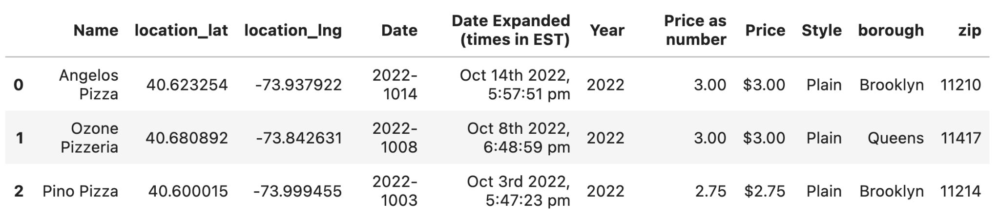 Name location_lat location_lng Date Date Expanded (times in EST) Year Price as number Price Style borough zip
0 Angelos Pizza 40.623254 -73.937922 2022-1014 Oct 14th 2022, 5:57:51 pm 2022 3.00 $3.00 Plain Brooklyn 11210
1 Ozone Pizzeria 40.680892 -73.842631 2022-1008 Oct 8th 2022, 6:48:59 pm 2022 3.00 $3.00 Plain Queens 11417
2 Pino Pizza 40.600015 -73.999455 2022-1003 Oct 3rd 2022, 5:47:23 pm 2022 2.75 $2.75 Plain Brooklyn 11214